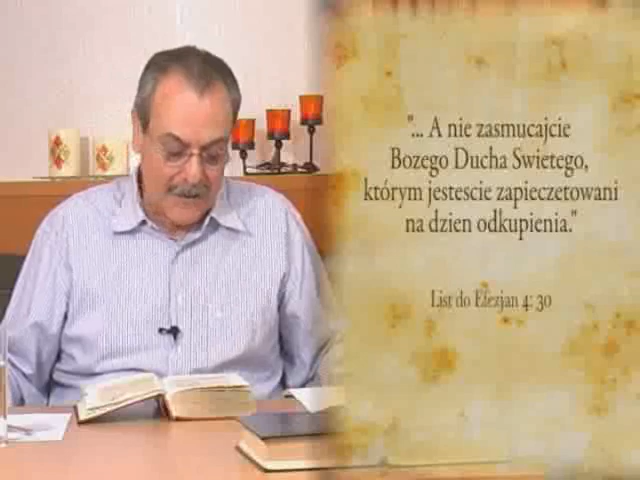 "... A nie zasmucajcie
Bozego Ducha Swietego,
którym jestescie zapieczetowani
na dzien odkupienia."
List do Efezjan 4: 30